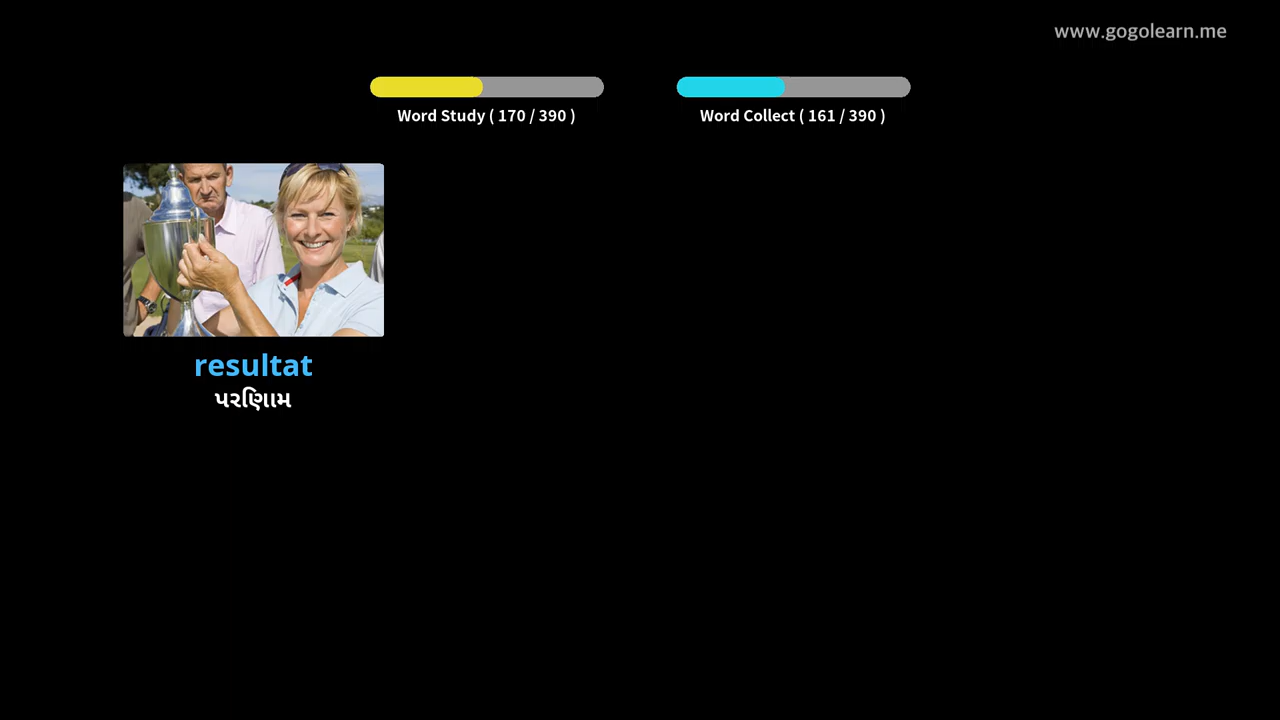 www.gogolearn.me
Word Study ( 170 / 390 )
Word Collect ( 161 / 390 )
resultat
પરિણામ